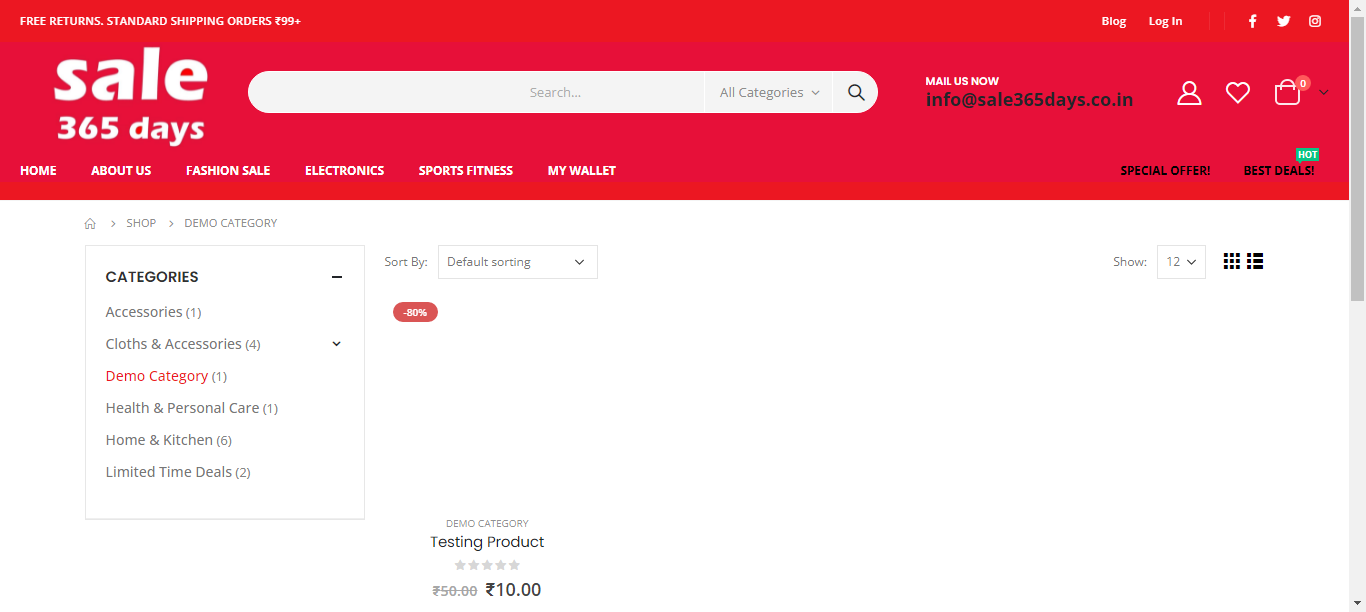 FREE RETURNS. STANDARD SHIPPING ORDERS ₹99+
Blog Log In
sale
365 days
Search...
All Categories
MAIL US NOW
info@sale365days.co.in
0
HOME ABOUT US FASHION SALE ELECTRONICS SPORTS FITNESS MY WALLET
SPECIAL OFFER! BEST DEALS!
HOT
SHOP DEMO CATEGORY
CATEGORIES
Accessories (1)
Cloths & Accessories (4)
Demo Category (1)
Health & Personal Care (1)
Home & Kitchen (6)
Limited Time Deals (2)
Sort By: Default sorting
Show: 12
-80%
DEMO CATEGORY
Testing Product
₹50.00 ₹10.00